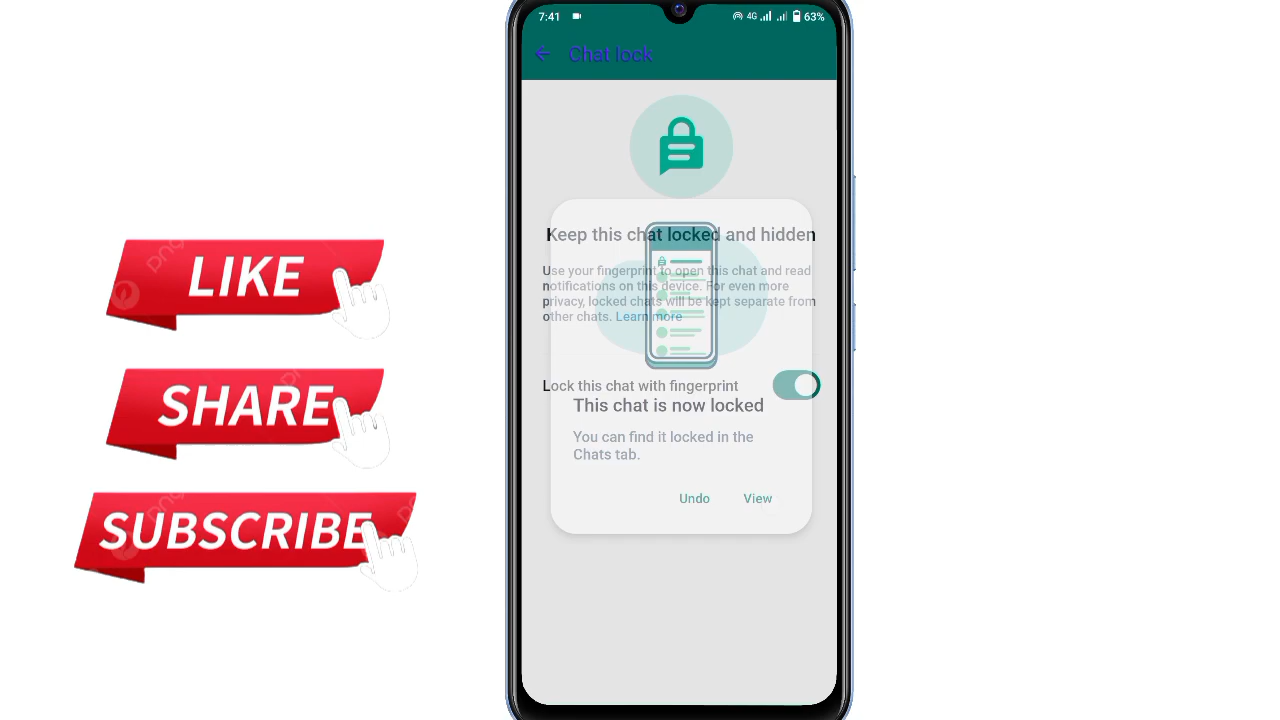 7:41
4G
63%
Chat lock
Keep this chat locked and hidden
Use your fingerprint to open this chat and read
notifications on this device. For even more
privacy, locked chats will be kept separate from
other chats. Learn more
Lock this chat with fingerprint
This chat is now locked
You can find it locked in the
Chats tab.
Undo
View
LIKE
SHARE
SUBSCRIBE